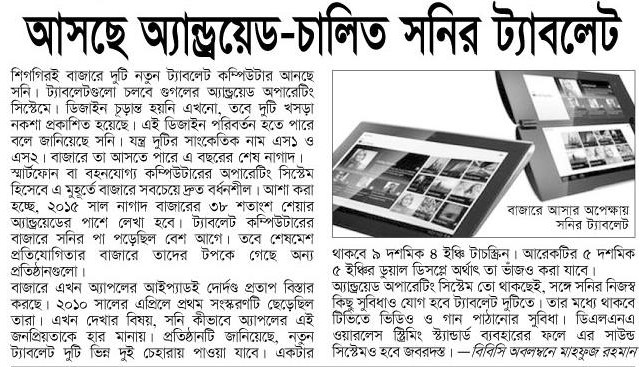 আসছে অ্যান্ড্রয়েড-চালিত সনির ট্যাবলেট
শিগগিরই বাজারে দুটি নতুন ট্যাবলেট কম্পিউটার আনছে
সনি। ট্যাবলেটগুলো চলবে গুগলের অ্যান্ড্রয়েড অপারেটিং
সিস্টেমে। ডিজাইন চূড়ান্ত হয়নি এখনো, তবে দুটি খসড়া
নকশা প্রকাশিত হয়েছে। এই ডিজাইন পরিবর্তন হতে পারে
বলে জানিয়েছে সনি। যন্ত্র দুটির সাংকেতিক নাম এস১ ও
এস২। বাজারে তা আসতে পারে এ বছরের শেষ নাগাদ।
স্মার্টফোন বা বহনযোগ্য কম্পিউটারের অপারেটিং সিস্টেম
হিসেবে এ মুহূর্তে বাজারে সবচেয়ে দ্রুত বর্ধনশীল। আশা করা
হচ্ছে, ২০১৫ সাল নাগাদ বাজারের ৩৮ শতাংশ শেয়ার
অ্যান্ড্রয়েডের পাশে লেখা হবে। ট্যাবলেট কম্পিউটারের
বাজারে সনির পা পড়েছিল বেশ আগে। তবে শেষমেশ
প্রতিযোগিতার বাজারে তাদের টপকে গেছে অন্য
প্রতিষ্ঠানগুলো।
বাজারে এখন অ্যাপলের আইপ্যাডই দোর্দণ্ড প্রতাপ বিস্তার
করছে। ২০১০ সালের এপ্রিলে প্রথম সংস্করণটি ছেড়েছিল
তারা। এখন দেখার বিষয়, সনি কীভাবে অ্যাপলের এই
জনপ্রিয়তাকে হার মানায়। প্রতিষ্ঠানটি জানিয়েছে, নতুন
ট্যাবলেট দুটি ভিন্ন দুই চেহারায় পাওয়া যাবে। একটার
বাজারে আসার অপেক্ষায়
সনির ট্যাবলেট
থাকবে ৯ দশমিক ৪ ইঞ্চি টাচস্ক্রিন। আরেকটির ৫ দশমিক
৫ ইঞ্চির ডুয়াল ডিসপ্লে অর্থাৎ তা ভাঁজও করা যাবে।
অ্যান্ড্রয়েড অপারেটিং সিস্টেম তো থাকছেই, সঙ্গে সনির নিজস্ব
কিছু সুবিধাও যোগ হবে ট্যাবলেট দুটিতে। তার মধ্যে থাকবে
টিভিতে ভিডিও ও গান পাঠানোর সুবিধা। ডিএলএনএ
ওয়ারলেস স্ট্রিমিং স্ট্যান্ডার্ড ব্যবহারের ফলে এর সাউন্ড
সিস্টেমও হবে জবরদস্ত। —বিবিসি অবলম্বনে মাহফুজ রহমান